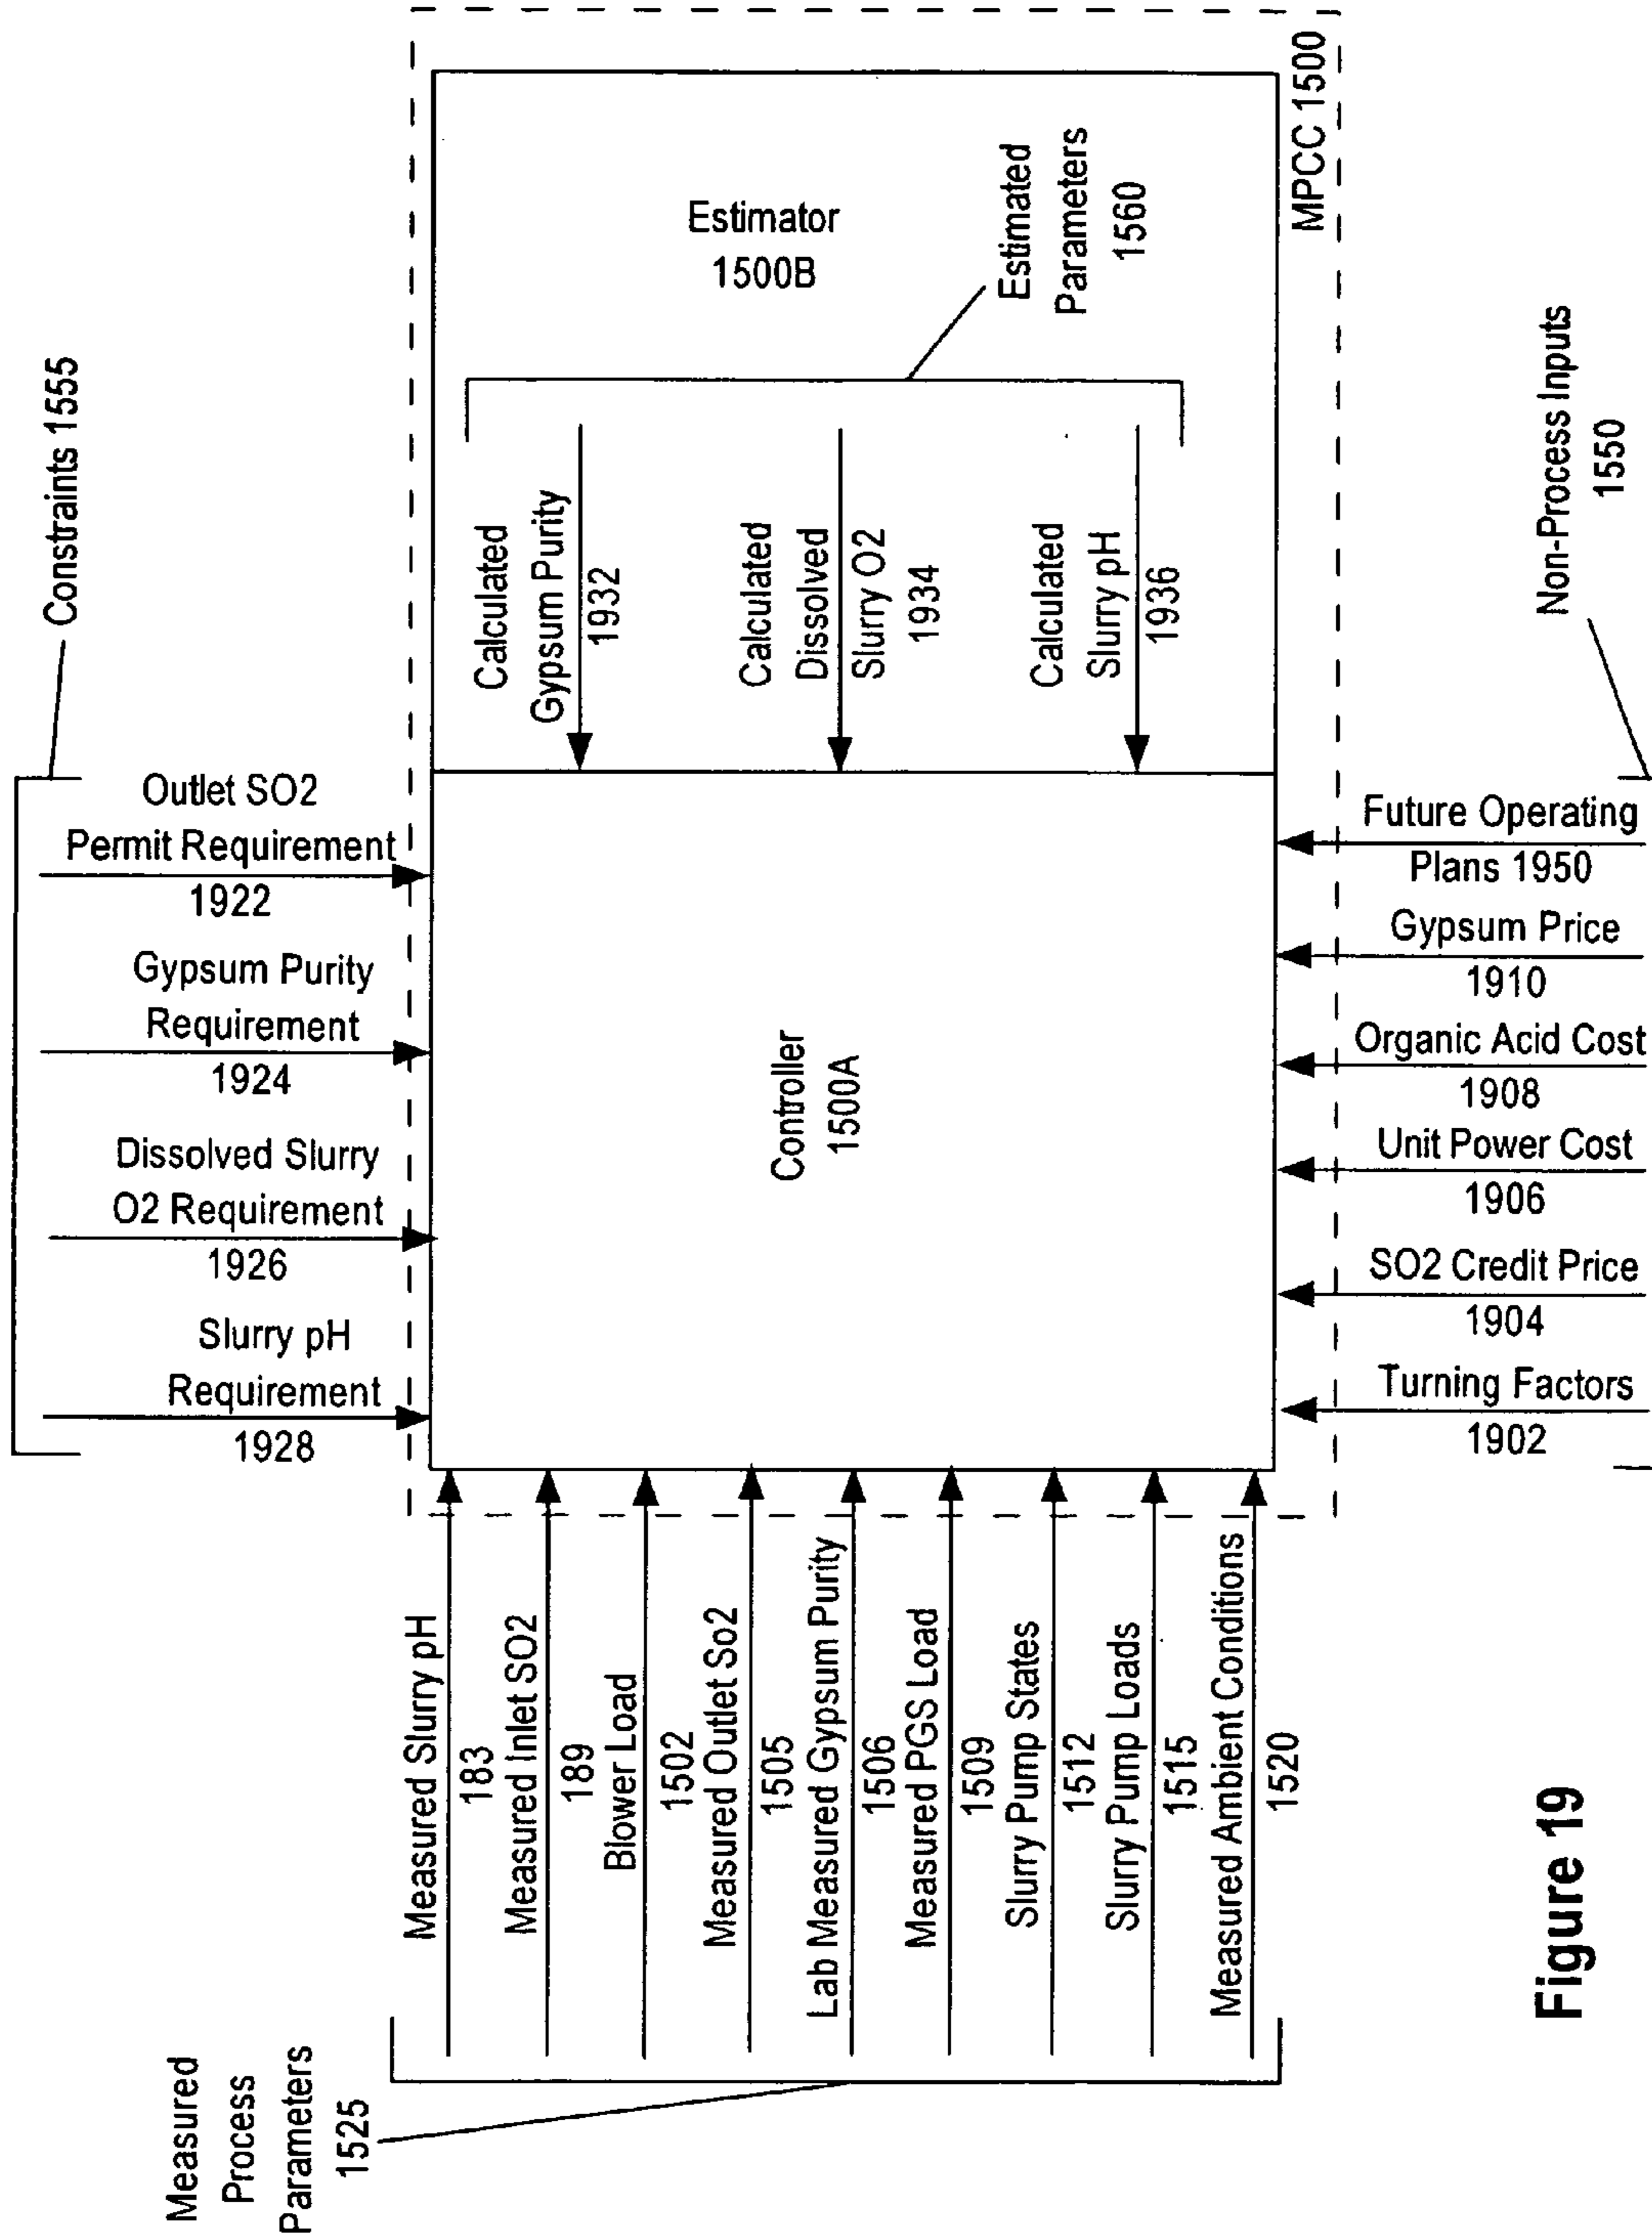 Constraints 1555
Outlet SO2
Permit Requirement
1922
Gypsum Purity
Requirement
1924
Dissolved Slurry
O2 Requirement
1926
Slurry pH
Requirement
1928
Measured
Process
Parameters
1525
Measured Slurry pH
183
Measured Inlet SO2
189
Blower Load
1502
Measured Outlet So2
1505
Lab Measured Gypsum Purity
1506
Measured PGS Load
1509
Slurry Pump States
1512
Slurry Pump Loads
1515
Measured Ambient Conditions
1520
Controller
1500A
Calculated
Gypsum Purity
1932
Calculated
Dissolved
Slurry O2
1934
Calculated
Slurry pH
1936
Estimator
1500B
Estimated
Parameters
1560
MPCC 1500
Turning Factors
1902
SO2 Credit Price
1904
Unit Power Cost
1906
Organic Acid Cost
1908
Gypsum Price
1910
Future Operating
Plans 1950
Non-Process Inputs
1550
Figure 19